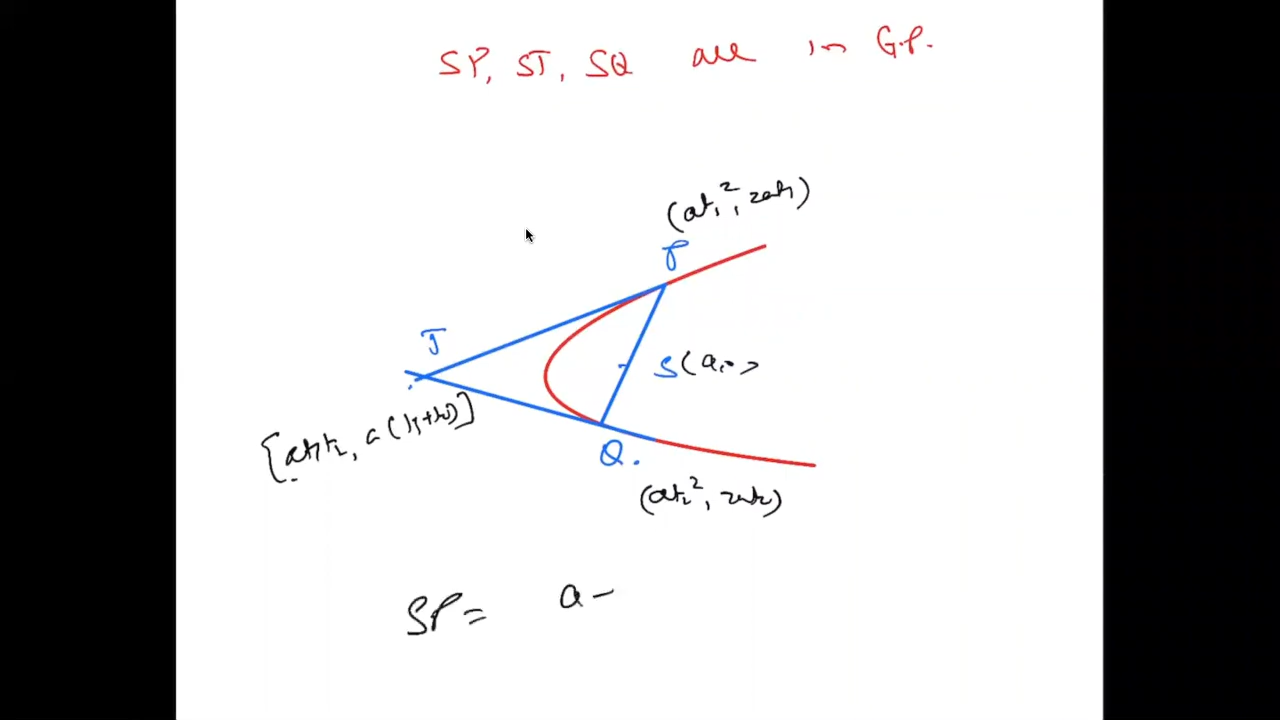 SP, ST, SQ are in G.P.
(at₁², 2at₁)
P
T
S(a,0)
[at₁t₂, a(t₁+t₂)]
Q.
(at₂², 2at₂)
SP = a -